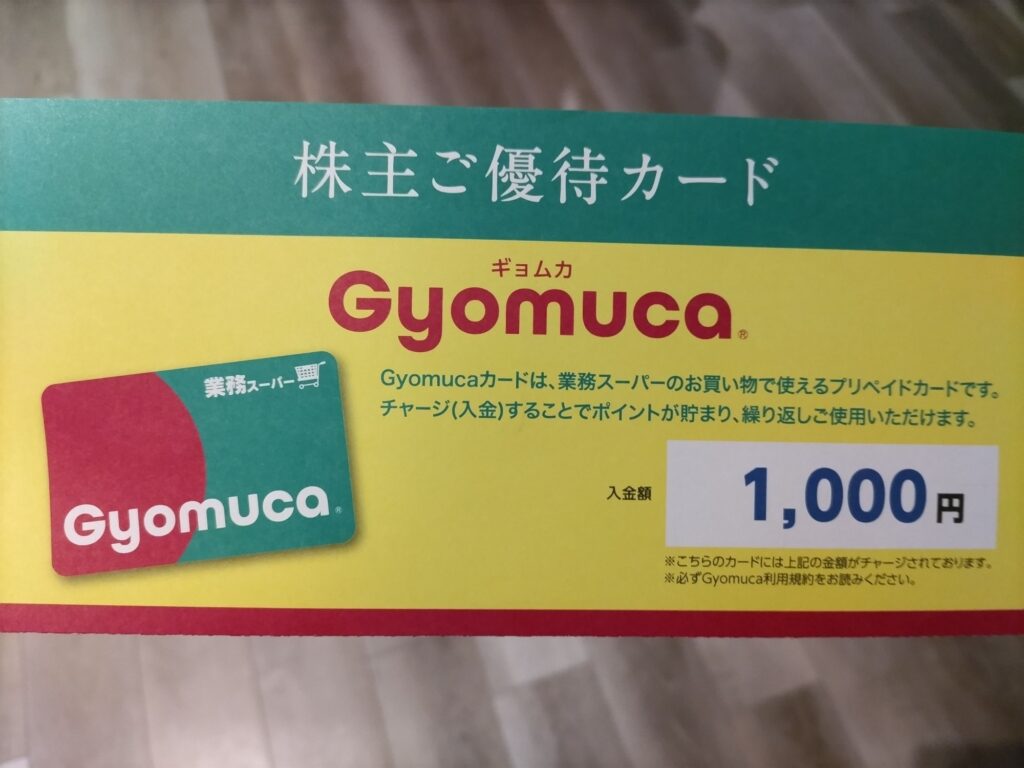 株主ご優待カード
ギョムカ
Gyomuca®
業務スーパー
Gyomuca®
Gyomucaカードは、業務スーパーのお買い物で使えるプリペイドカードです。
チャージ(入金)することでポイントが貯まり、繰り返しご使用いただけます。
入金額 1,000円
※こちらのカードには上記の金額がチャージされております。
※必ずGyomuca利用規約をお読みください。